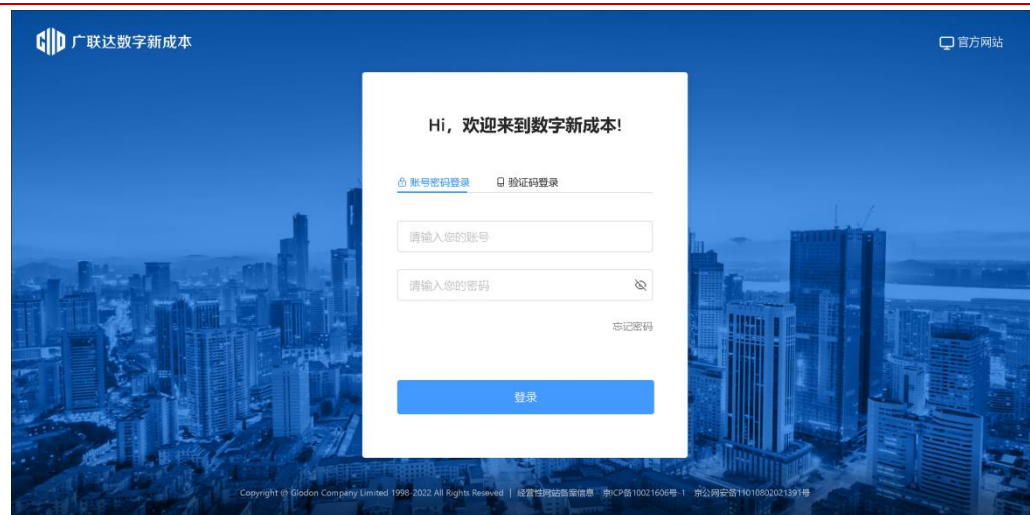 广联达数字新成本
官方网站
Hi，欢迎来到数字新成本!
账号密码登录 验证码登录
请输入您的账号
请输入您的密码
忘记密码
登录
Copyright © Glodon Company Limited 1998-2022 All Rights Reseved | 经营性网站备案信息 京ICP备10021606号-1 京公网安备11010802021391号